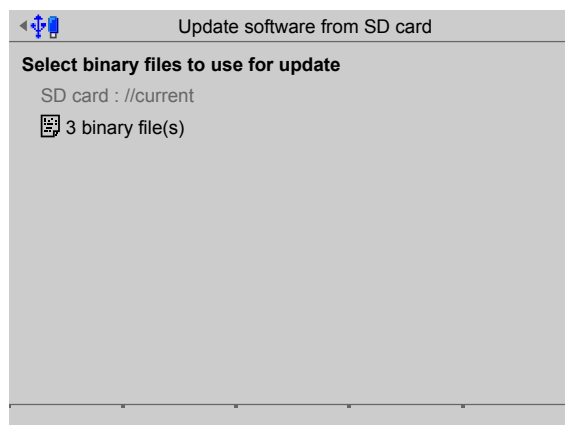 Update software from SD card
Select binary files to use for update
SD card : //current
3 binary file(s)